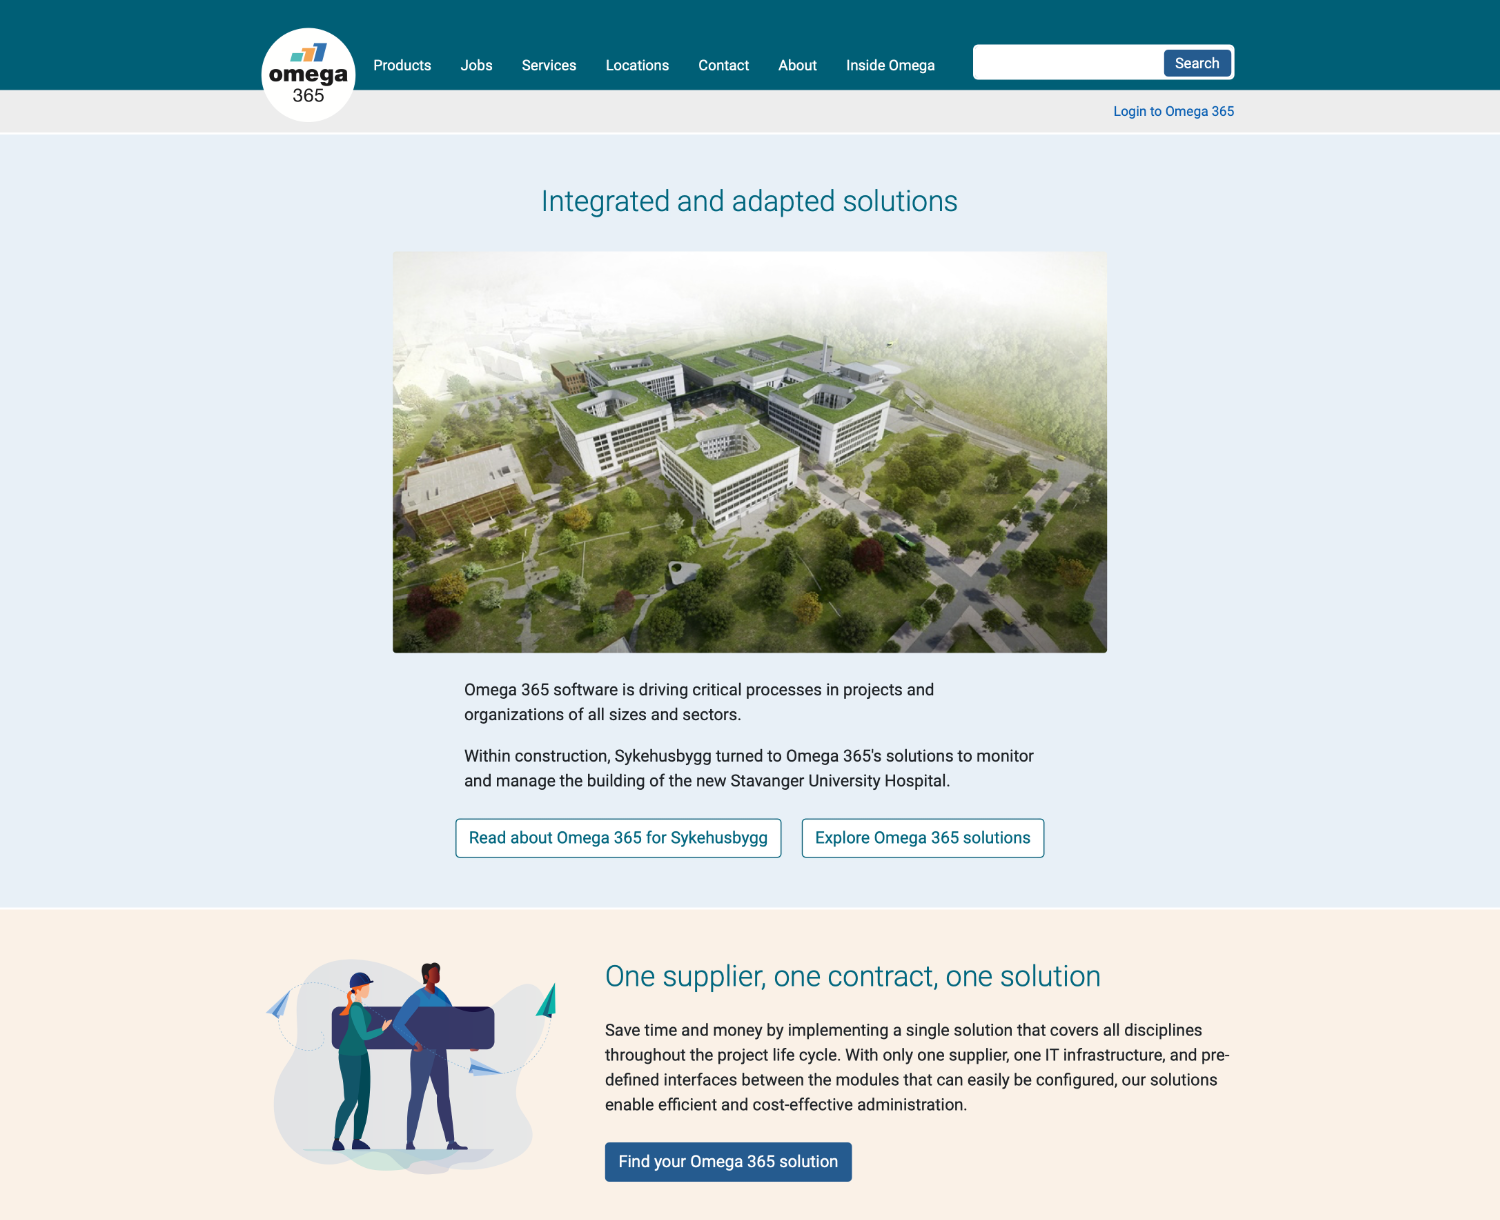 omega
365
Products Jobs Services Locations Contact About Inside Omega Search
Login to Omega 365
Integrated and adapted solutions
Omega 365 software is driving critical processes in projects and
organizations of all sizes and sectors.
Within construction, Sykehusbygg turned to Omega 365's solutions to monitor
and manage the building of the new Stavanger University Hospital.
Read about Omega 365 for Sykehusbygg Explore Omega 365 solutions
One supplier, one contract, one solution
Save time and money by implementing a single solution that covers all disciplines
throughout the project life cycle. With only one supplier, one IT infrastructure, and pre-
defined interfaces between the modules that can easily be configured, our solutions
enable efficient and cost-effective administration.
Find your Omega 365 solution